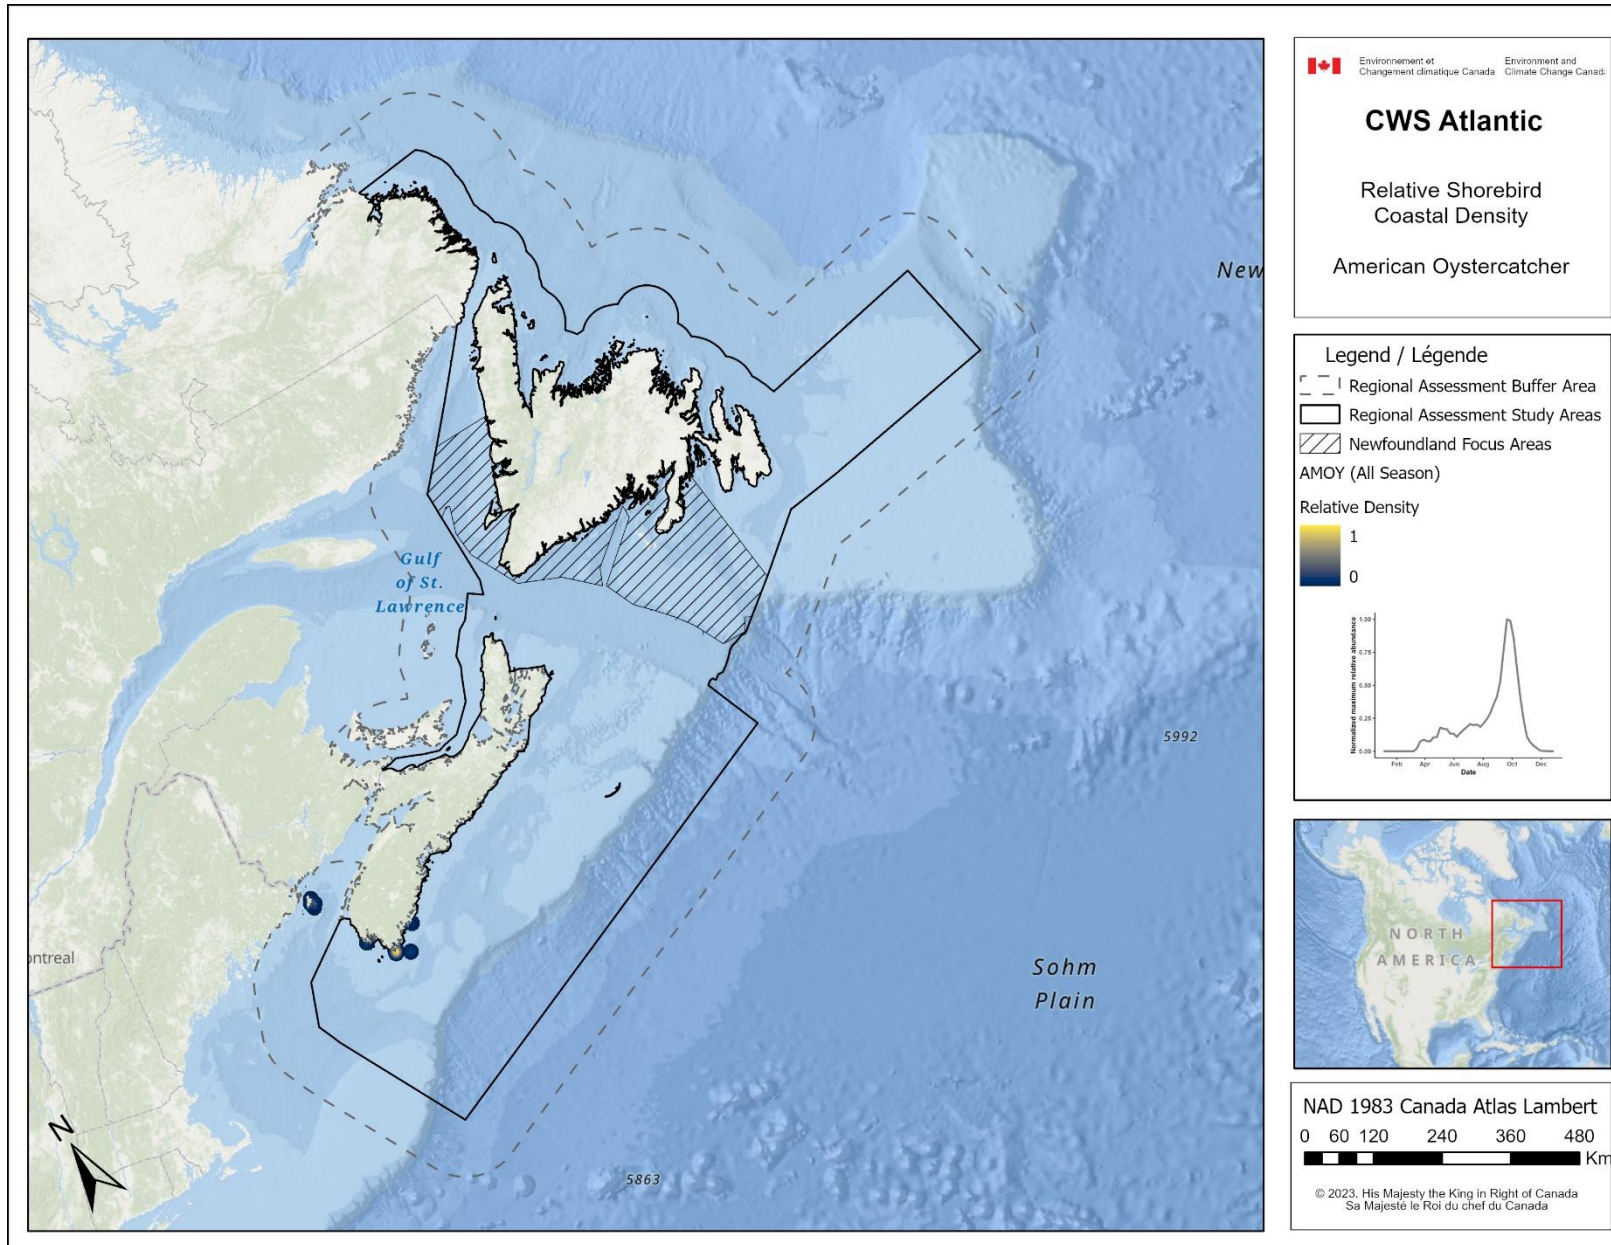 New
Gulf
of St.
Lawrence
5992
ontreal
Sohm
Plain
5863
N
Environnement et
Changement climatique Canada
Environment and
Climate Change Canada
CWS Atlantic
Relative Shorebird
Coastal Density
American Oystercatcher
Legend / Légende
Regional Assessment Buffer Area
Regional Assessment Study Areas
Newfoundland Focus Areas
AMOY (All Season)
Relative Density
1
0
Normalized maximum relative abundance
1.00
0.75
0.50
0.25
0.00
Feb Apr Jun Aug Oct Dec
Date
NORTH
AMERICA
NAD 1983 Canada Atlas Lambert
0 60 120 240 360 480
Km
© 2023. His Majesty the King in Right of Canada
Sa Majesté le Roi du chef du Canada